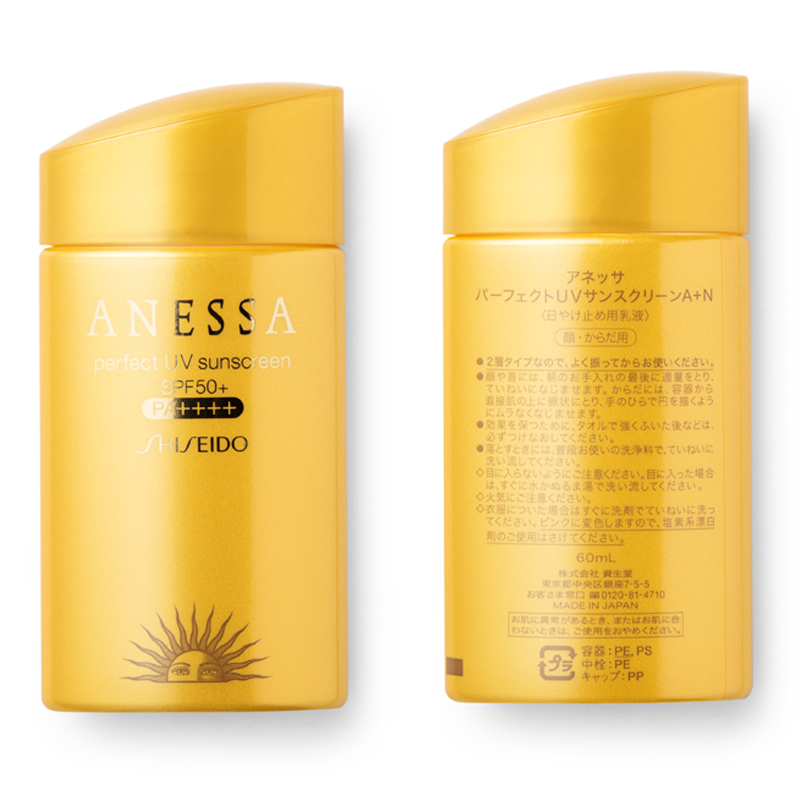 ANESSA
perfect UV sunscreen
SPF50+
PA++++
SHISEIDO
アネッサ
パーフェクトUVサンスクリーンA+N
〈日やけ止め用乳液〉
顔・からだ用
●2層タイプなので、よく振ってからお使いください。
●顔や首には、朝のお手入れの最後に適量をとり、
ていねいになじませます。からだには、容器から
直接肌の上に線状にとり、手のひらで円を描くよう
にムラなくなじませます。
●効果を保つために、タオルで強くふいた後などは、
必ずつけなおしてください。
●落とすときには、普段お使いの洗浄料で、ていねいに
洗い流してください。
◇目に入らないようにご注意ください。目に入った場合
は、すぐに水かぬるま湯で洗い流してください。
◇火気にご注意ください。
◇衣服についた場合はすぐに洗剤でていねいに洗っ
てください。ピンクに変色しますので、塩素系漂白
剤のご使用はさけてください。
60mL
株式会社 資生堂
東京都中央区銀座7-5-5
お客さま窓口 0120-81-4710
MADE IN JAPAN
お肌に異常があるとき、またはお肌に合
わないときは、ご使用をおやめください。
プラ
容器:PE,PS
中栓:PE
キャップ:PP